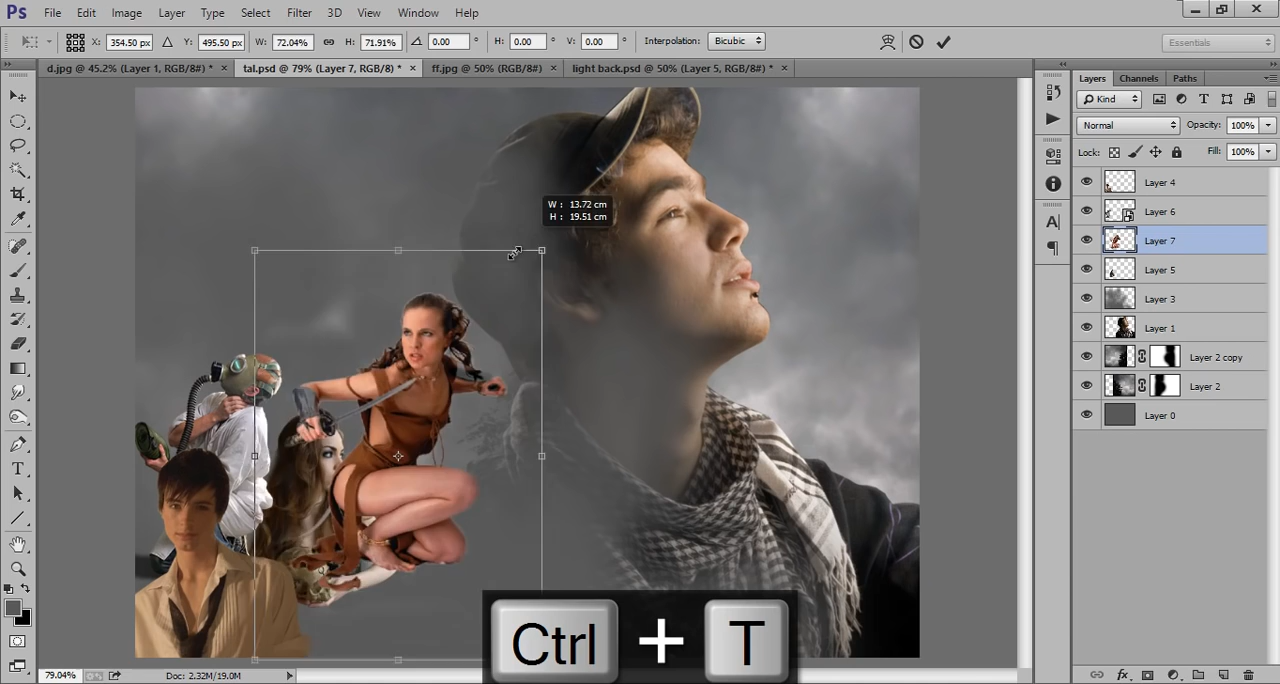 Ps File Edit Image Layer Type Select Filter 3D View Window Help
X: 354.50 px Y: 495.50 px W: 72.04% H: 71.91% 0.00 ° H: 0.00 ° V: 0.00 ° Interpolation: Bicubic Essentials
d.jpg @ 45.2% (Layer 1, RGB/8#) * × tal.psd @ 79% (Layer 7, RGB/8) * × ff.jpg @ 50% (RGB/8#) × light back.psd @ 50% (Layer 5, RGB/8#) * ×
Layers Channels Paths
Kind
Normal Opacity: 100%
Lock: Fill: 100%
Layer 4
W : 13.72 cm
H : 19.51 cm
Layer 6
Layer 7
Layer 5
Layer 3
Layer 1
Layer 2 copy
Layer 2
Layer 0
Ctrl + T
79.04% Doc: 2.32M/19.0M